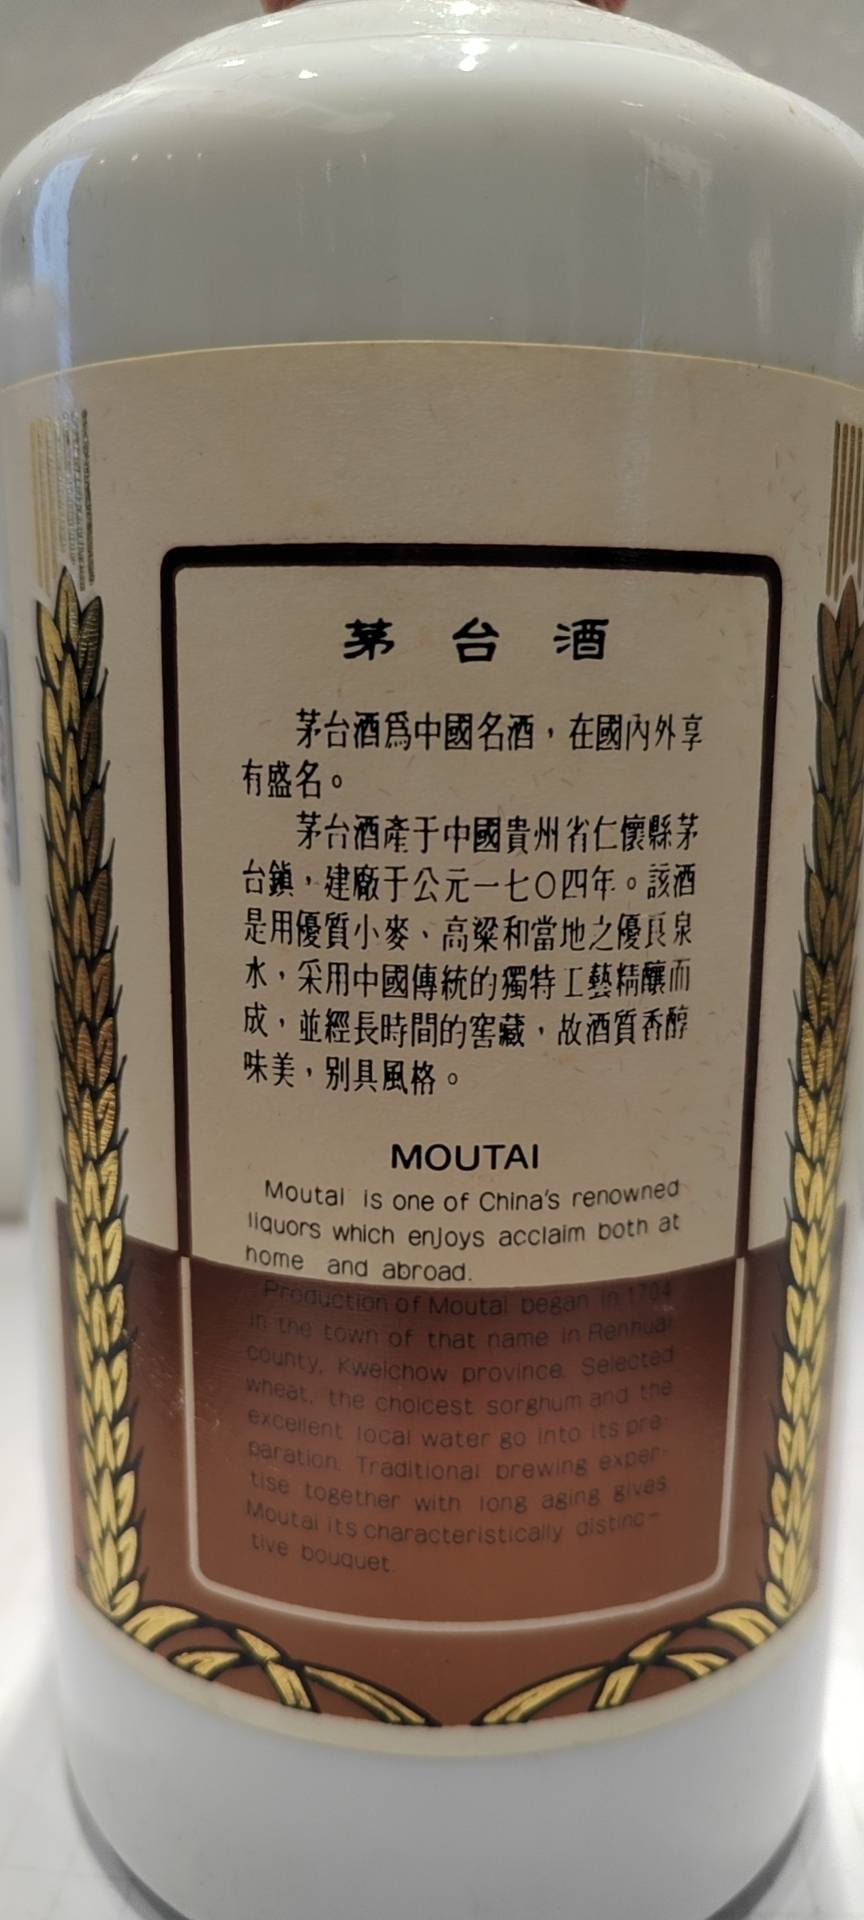 茅台酒
茅台酒爲中國名酒，在國內外享
有盛名。
茅台酒產于中國貴州省仁懷縣茅
台鎮，建廠于公元一七〇四年。該酒
是用優質小麥、高粱和當地之優良泉
水，采用中國傳統的獨特工藝精釀而
成，並經長時間的窖藏，故酒質香醇
味美，别具風格。
MOUTAI
Moutai is one of China's renowned
liquors which enjoys acclaim both at
home and abroad.
Production of Moutai began in 1704
in the town of that name in Renhuai
county, Kweichow province. Selected
wheat, the choicest sorghum and the
excellent local water go into its pre-
paration. Traditional brewing exper-
tise together with long aging gives
Moutai its characteristically distinc-
tive bouquet.